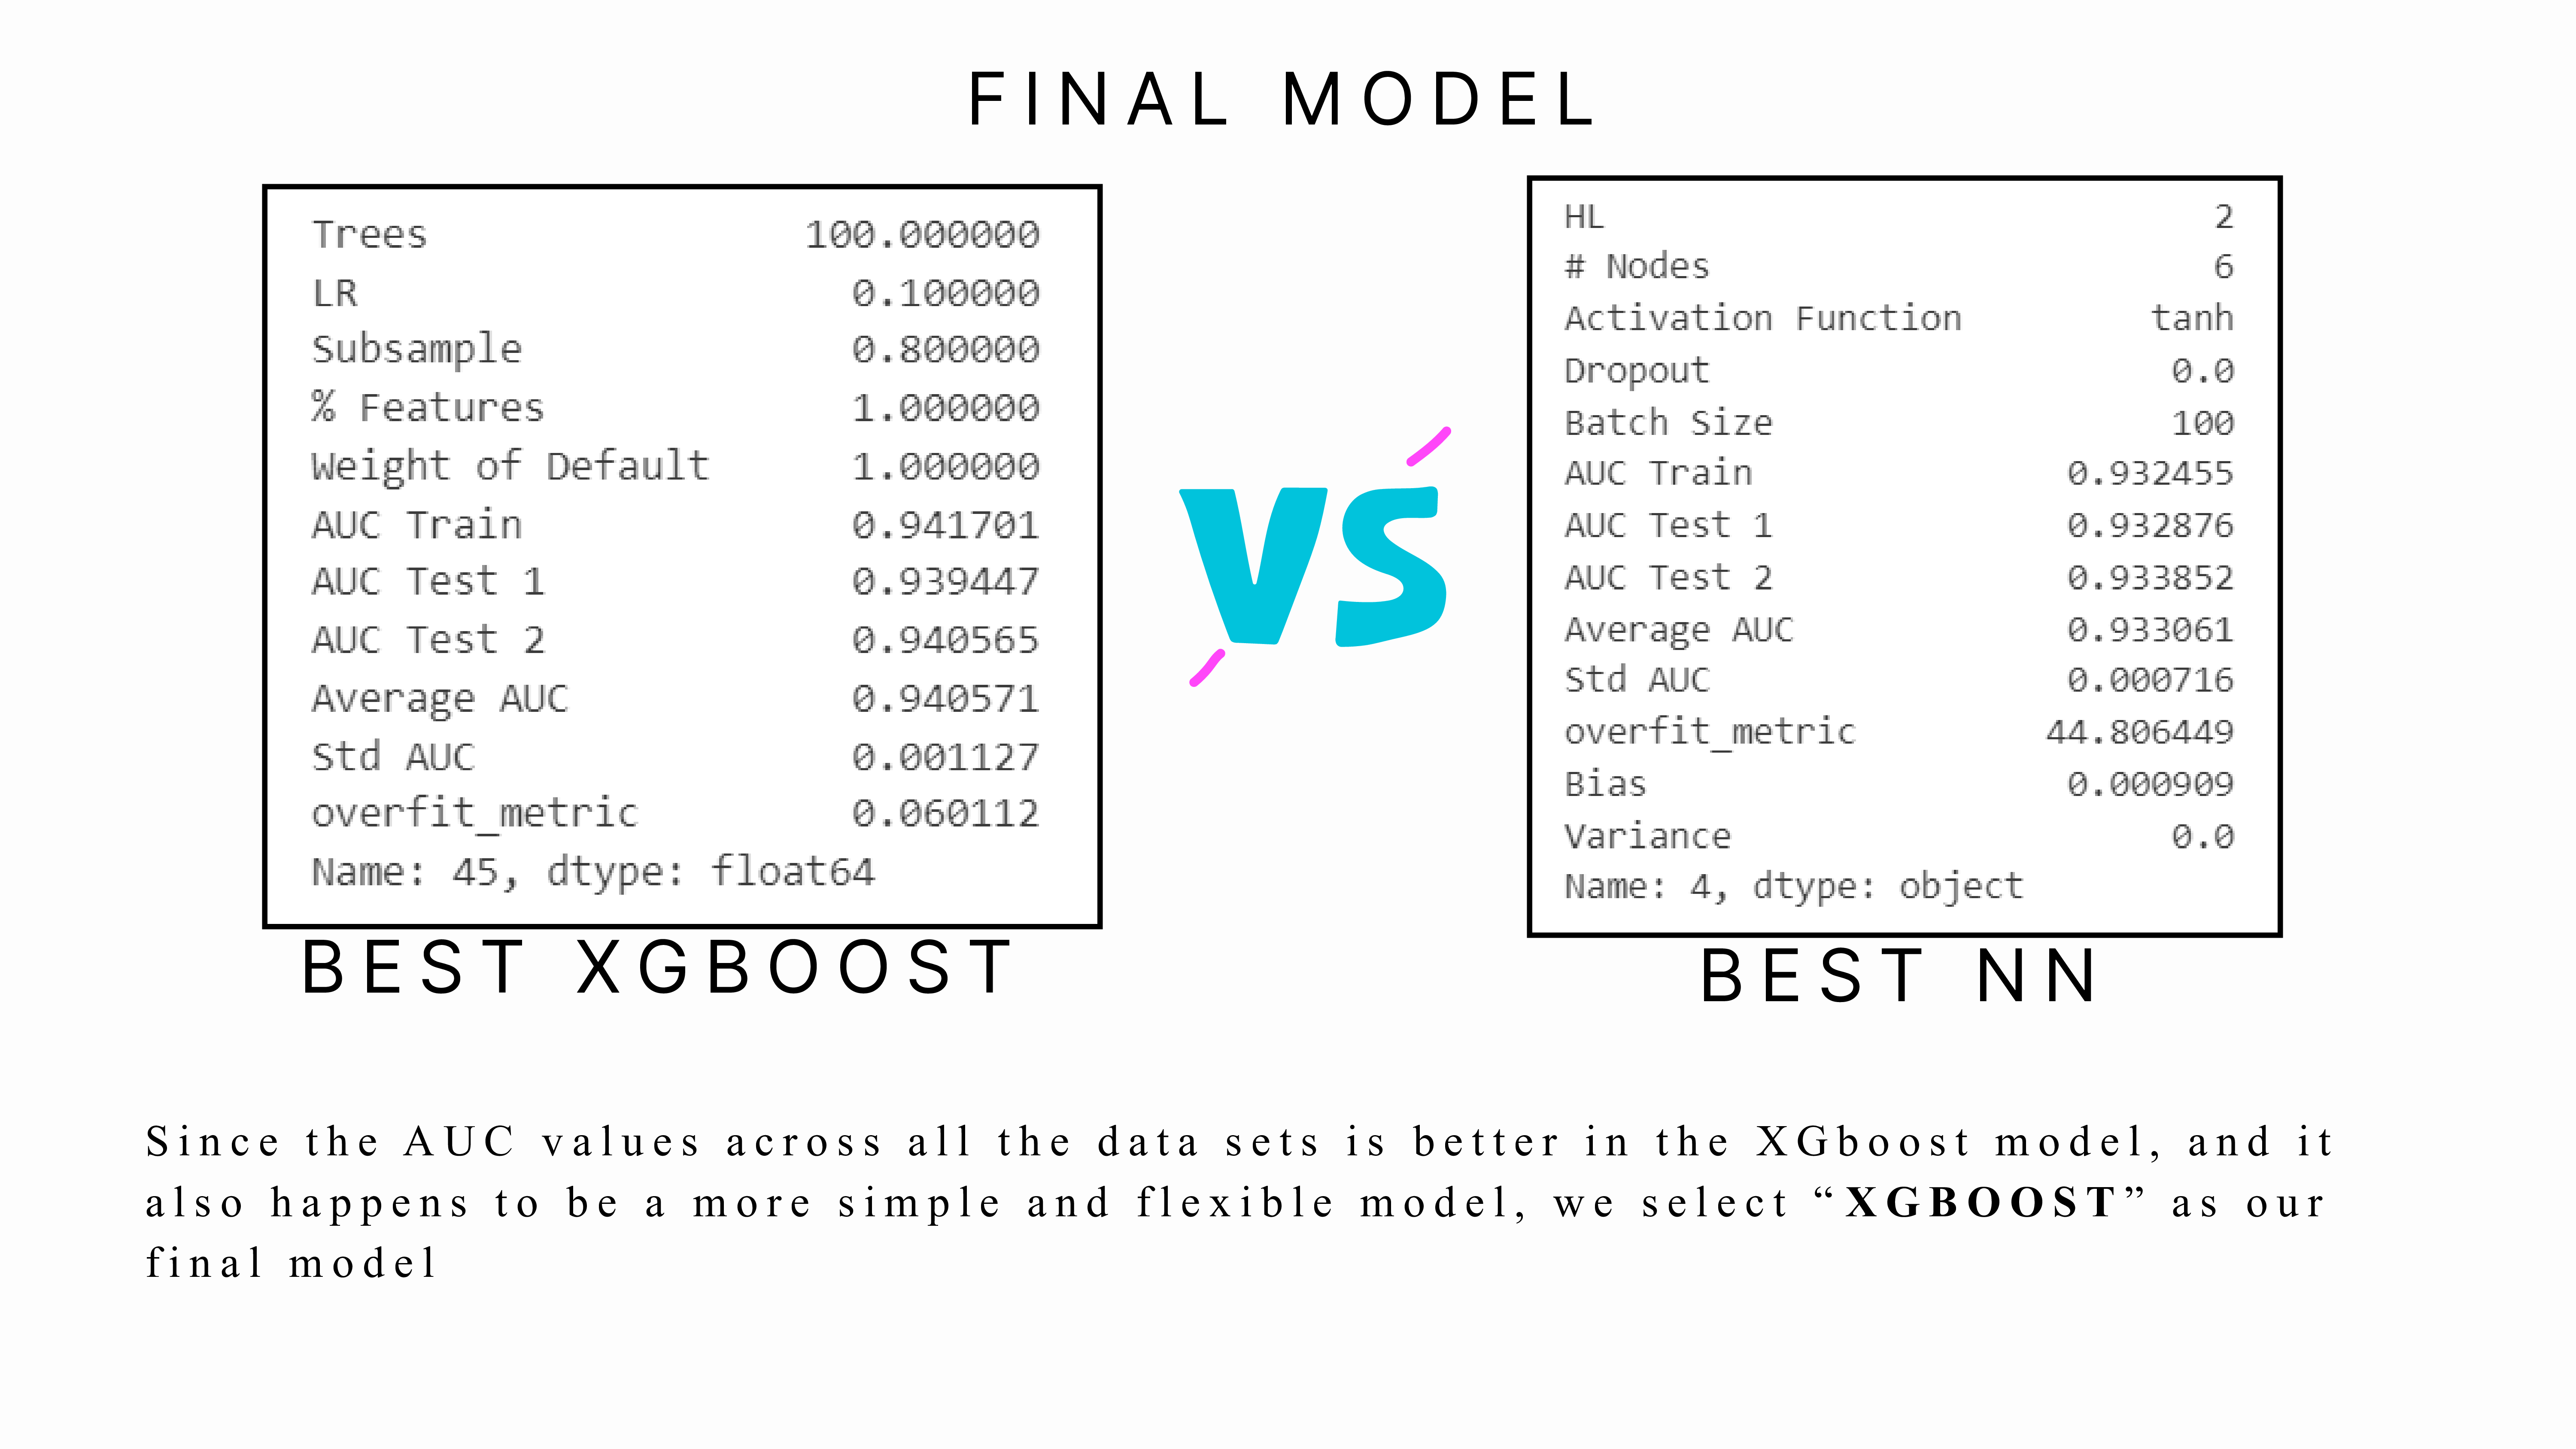 FINAL MODEL
Trees 100.000000
LR 0.100000
Subsample 0.800000
% Features 1.000000
Weight of Default 1.000000
AUC Train 0.941701
AUC Test 1 0.939447
AUC Test 2 0.940565
Average AUC 0.940571
Std AUC 0.001127
overfit_metric 0.060112
Name: 45, dtype: float64
BEST XGBOOST
VS
HL 2
# Nodes 6
Activation Function tanh
Dropout 0.0
Batch Size 100
AUC Train 0.932455
AUC Test 1 0.932876
AUC Test 2 0.933852
Average AUC 0.933061
Std AUC 0.000716
overfit_metric 44.806449
Bias 0.000909
Variance 0.0
Name: 4, dtype: object
BEST NN
Since the AUC values across all the data sets is better in the XGboost model, and it
also happens to be a more simple and flexible model, we select “XGBOOST” as our
final model